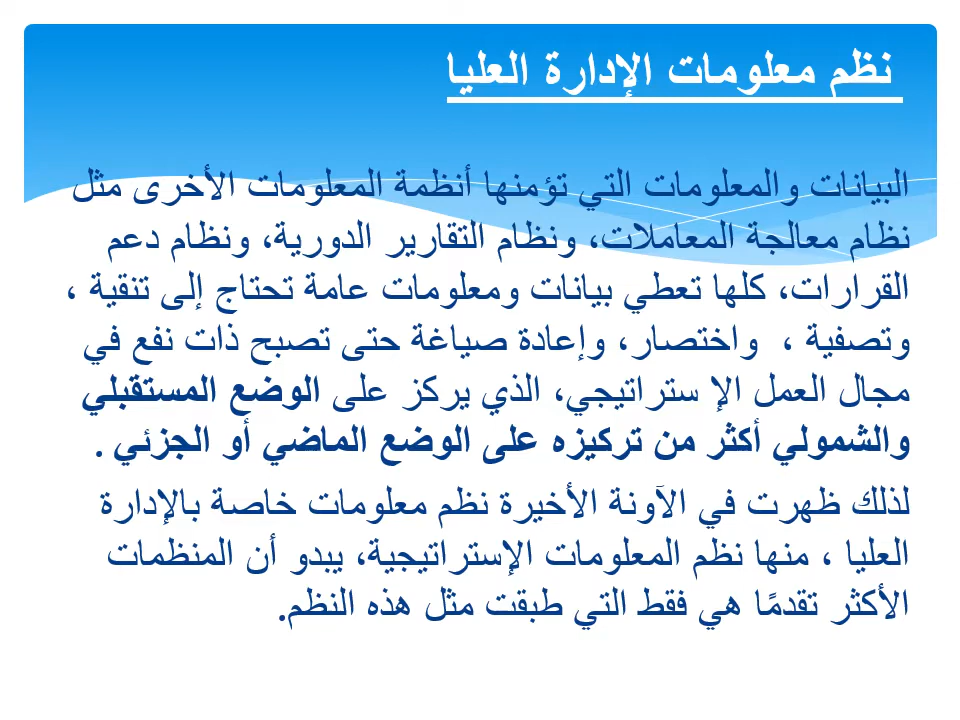 نظم معلومات الإدارة العليا
البيانات والمعلومات التي تؤمنها أنظمة المعلومات الأخرى مثل
نظام معالجة المعاملات، ونظام التقارير الدورية، ونظام دعم
القرارات، كلها تعطي بيانات ومعلومات عامة تحتاج إلى تنقية ،
وتصفية ، واختصار، وإعادة صياغة حتى تصبح ذات نفع في
مجال العمل الإ ستراتيجي، الذي يركز على الوضع المستقبلي
والشمولي أكثر من تركيزه على الوضع الماضي أو الجزئي .
لذلك ظهرت في الآونة الأخيرة نظم معلومات خاصة بالإدارة
العليا ، منها نظم المعلومات الإستراتيجية، يبدو أن المنظمات
الأكثر تقدمًا هي فقط التي طبقت مثل هذه النظم.